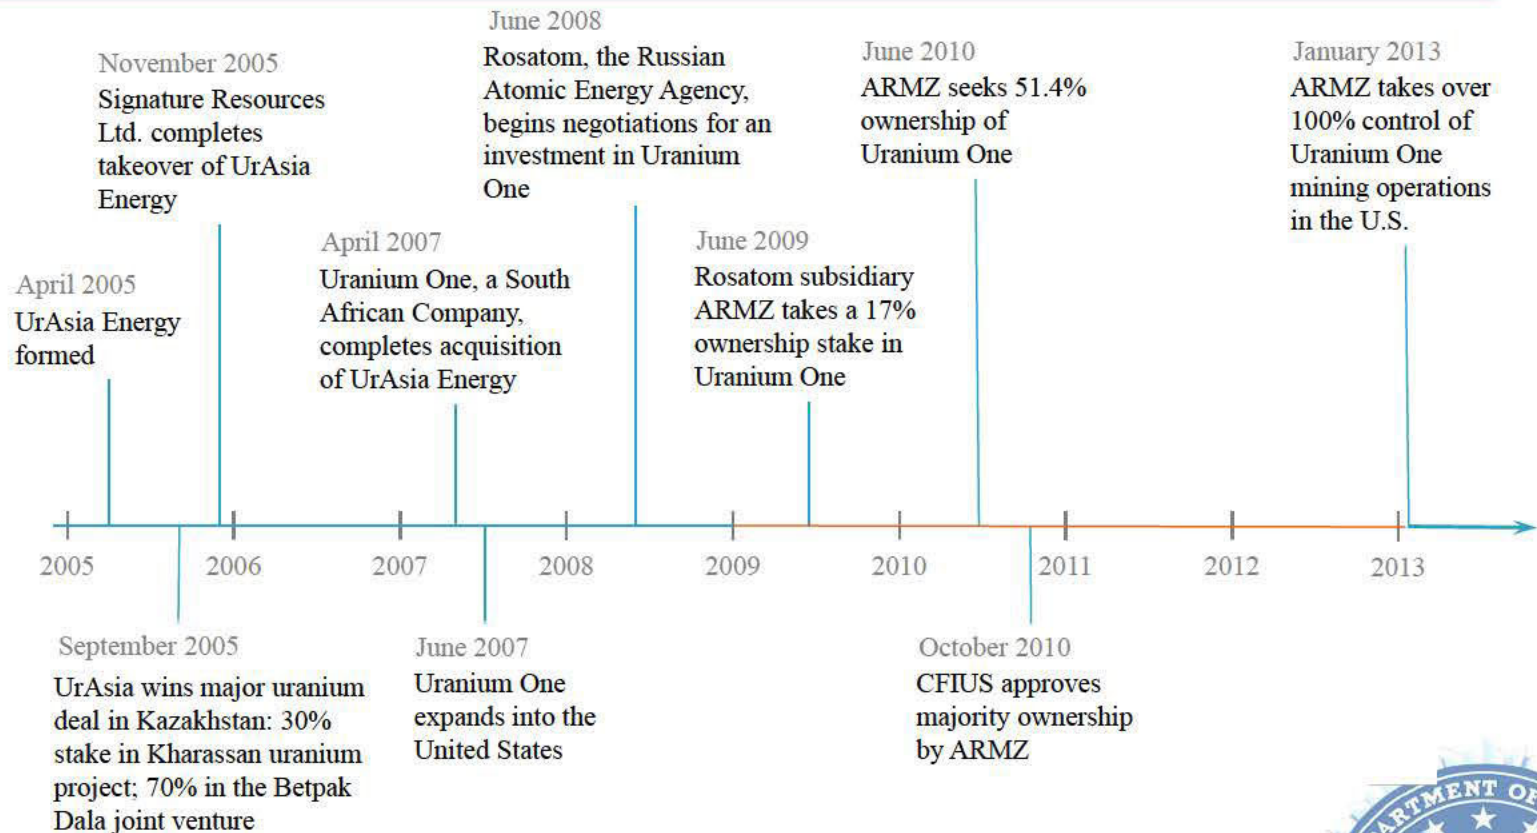 November 2005
Signature Resources
Ltd. completes
takeover of UrAsia
Energy
June 2008
Rosatom, the Russian
Atomic Energy Agency,
begins negotiations for an
investment in Uranium
One
June 2010
ARMZ seeks 51.4%
ownership of
Uranium One
January 2013
ARMZ takes over
100% control of
Uranium One
mining operations
in the U.S.
April 2005
UrAsia Energy
formed
April 2007
Uranium One, a South
African Company,
completes acquisition
of UrAsia Energy
June 2009
Rosatom subsidiary
ARMZ takes a 17%
ownership stake in
Uranium One
2005 2006 2007 2008 2009 2010 2011 2012 2013
September 2005
UrAsia wins major uranium
deal in Kazakhstan: 30%
stake in Kharassan uranium
project; 70% in the Betpak
Dala joint venture
June 2007
Uranium One
expands into the
United States
October 2010
CFIUS approves
majority ownership
by ARMZ
ARTMENT OF